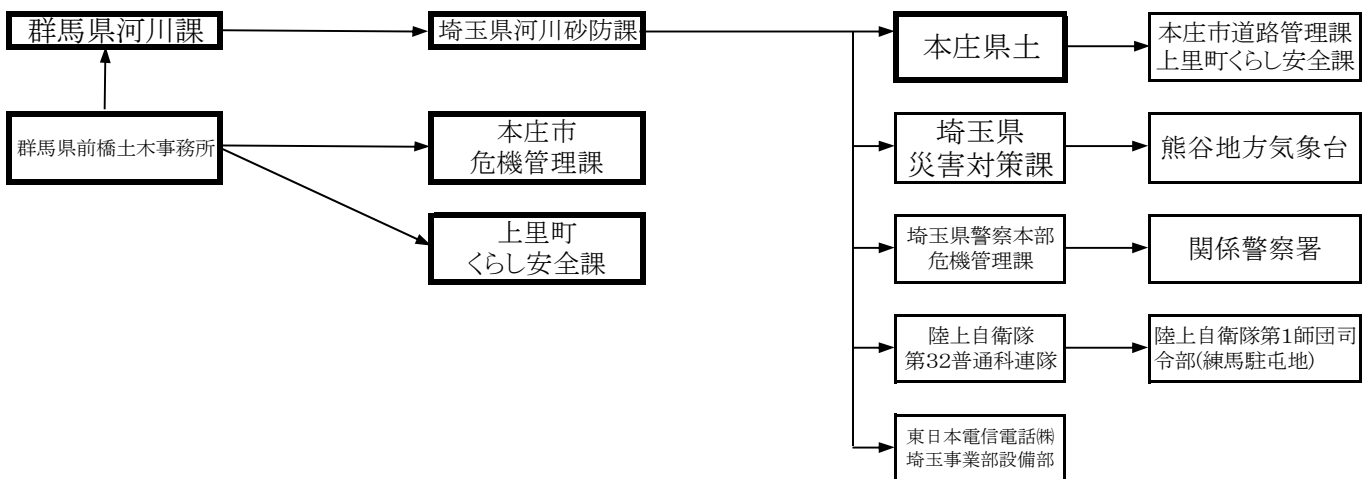 群馬県河川課
埼玉県河川砂防課
本庄県土
本庄市道路管理課
上里町くらし安全課
群馬県前橋土木事務所
本庄市
危機管理課
埼玉県
災害対策課
熊谷地方気象台
上里町
くらし安全課
埼玉県警察本部
危機管理課
関係警察署
陸上自衛隊
第32普通科連隊
陸上自衛隊第1師団司
令部(練馬駐屯地)
東日本電信電話㈱
埼玉事業部設備部